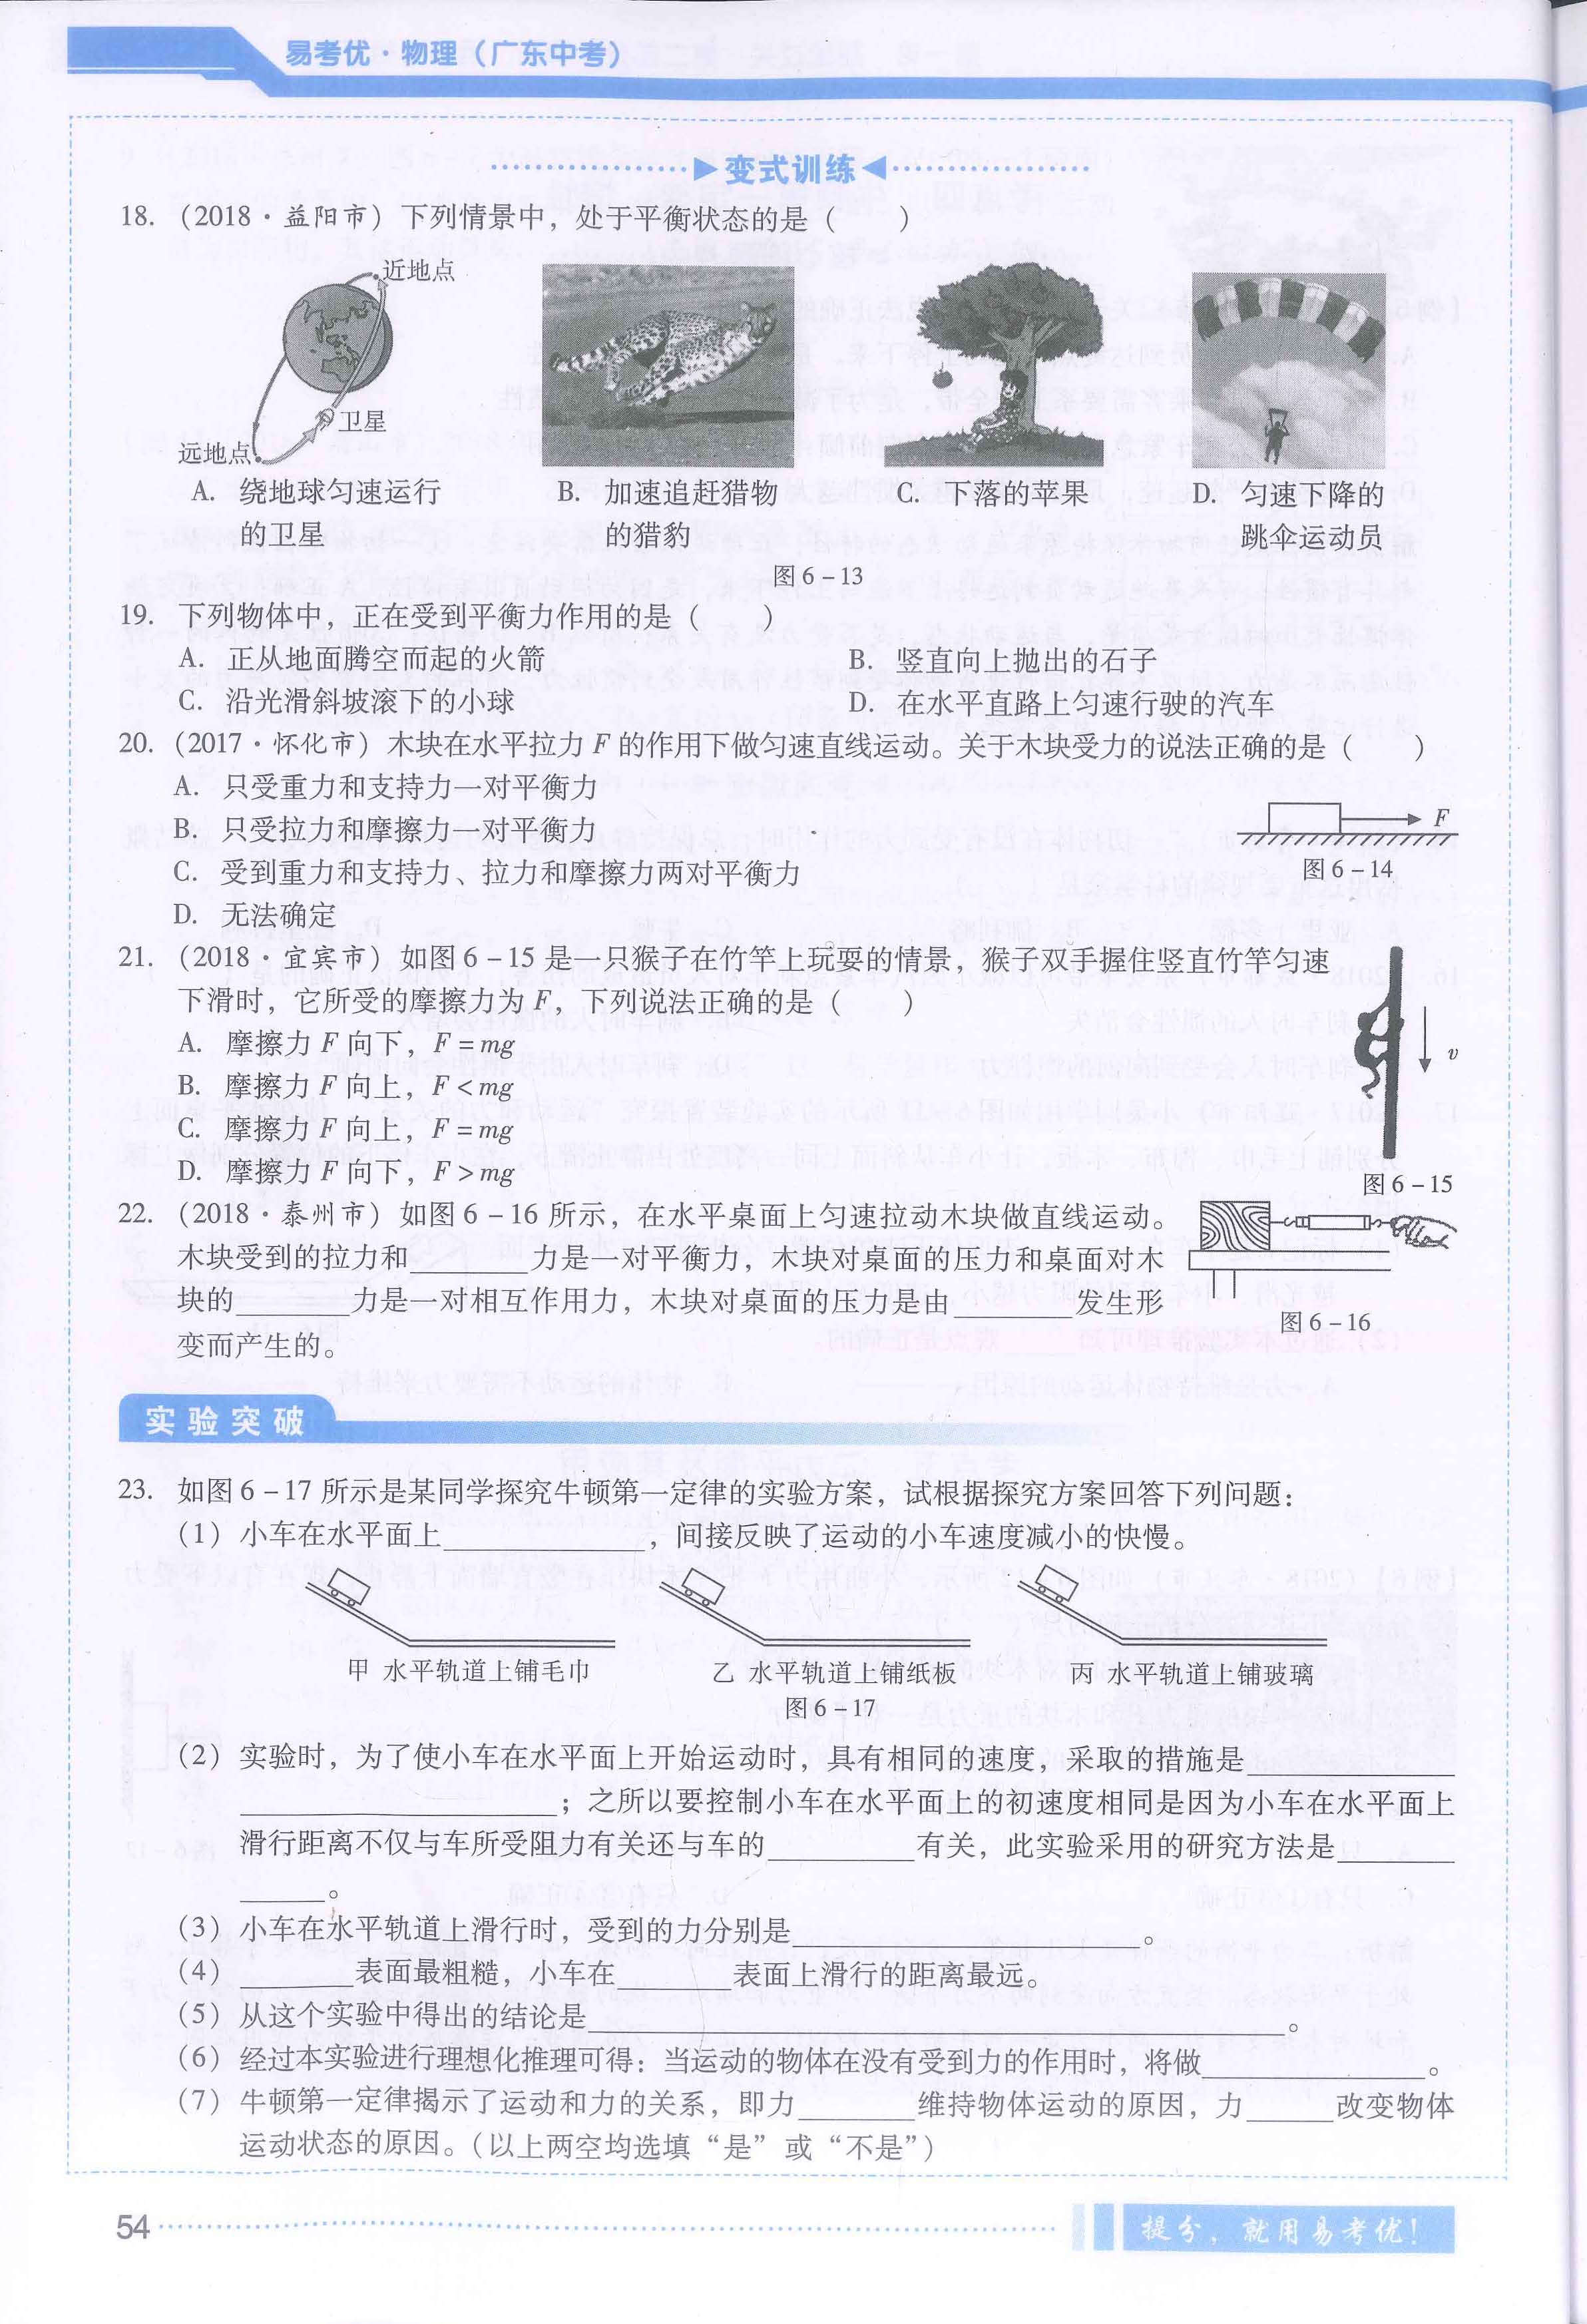 易考优·物理（广东中考）
变式训练
18. （2018·益阳市）下列情景中，处于平衡状态的是（　　）
近地点
卫星
远地点
A. 绕地球匀速运行的卫星
B. 加速追赶猎物的猎豹
C. 下落的苹果
D. 匀速下降的跳伞运动员
图6-13
19. 下列物体中，正在受到平衡力作用的是（　　）
A. 正从地面腾空而起的火箭
B. 竖直向上抛出的石子
C. 沿光滑斜坡滚下的小球
D. 在水平直路上匀速行驶的汽车
20. （2017·怀化市）木块在水平拉力F的作用下做匀速直线运动。关于木块受力的说法正确的是（　　）
A. 只受重力和支持力一对平衡力
B. 只受拉力和摩擦力一对平衡力
C. 受到重力和支持力、拉力和摩擦力两对平衡力
D. 无法确定
F
图6-14
21. （2018·宜宾市）如图6-15是一只猴子在竹竿上玩耍的情景，猴子双手握住竖直竹竿匀速
下滑时，它所受的摩擦力为F，下列说法正确的是（　　）
A. 摩擦力F向下，F=mg
B. 摩擦力F向上，F<mg
C. 摩擦力F向上，F=mg
D. 摩擦力F向下，F>mg
v
图6-15
22. （2018·泰州市）如图6-16所示，在水平桌面上匀速拉动木块做直线运动。
木块受到的拉力和________力是一对平衡力，木块对桌面的压力和桌面对木
块的________力是一对相互作用力，木块对桌面的压力是由________发生形
变而产生的。
图6-16
实验突破
23. 如图6-17所示是某同学探究牛顿第一定律的实验方案，试根据探究方案回答下列问题：
（1）小车在水平面上______________，间接反映了运动的小车速度减小的快慢。
甲 水平轨道上铺毛巾
乙 水平轨道上铺纸板
丙 水平轨道上铺玻璃
图6-17
（2）实验时，为了使小车在水平面上开始运动时，具有相同的速度，采取的措施是______________
______________________；之所以要控制小车在水平面上的初速度相同是因为小车在水平面上
滑行距离不仅与车所受阻力有关还与车的__________有关，此实验采用的研究方法是________
______。
（3）小车在水平轨道上滑行时，受到的力分别是________________________。
（4）________表面最粗糙，小车在________表面上滑行的距离最远。
（5）从这个实验中得出的结论是________________________________________________。
（6）经过本实验进行理想化推理可得：当运动的物体在没有受到力的作用时，将做________________。
（7）牛顿第一定律揭示了运动和力的关系，即力________维持物体运动的原因，力______改变物体
运动状态的原因。（以上两空均选填“是”或“不是”）
54
提分，就用易考优！